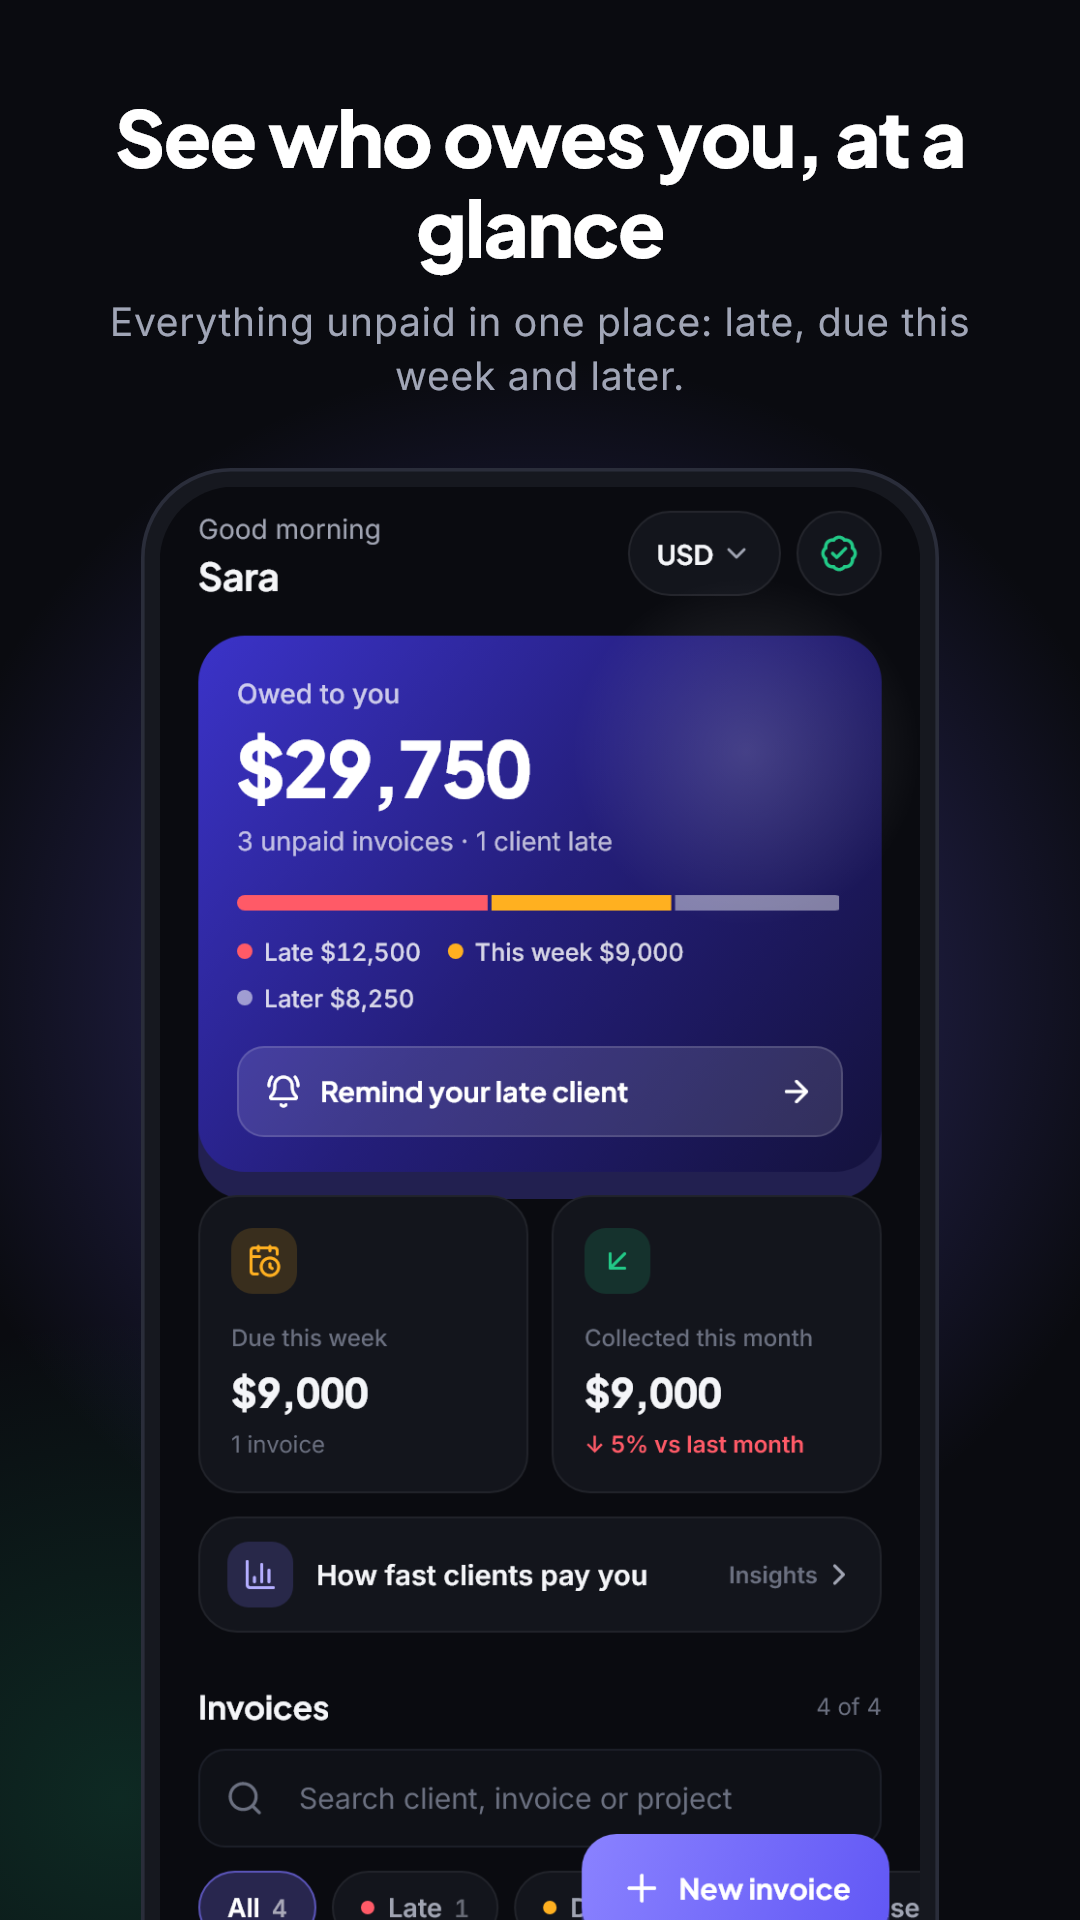 See who owes you, at a
glance
Everything unpaid in one place: late, due this
week and later.
Good morning
Sara
USD
Owed to you
$29,750
3 unpaid invoices · 1 client late
Late $12,500
This week $9,000
Later $8,250
Remind your late client
Due this week
$9,000
1 invoice
Collected this month
$9,000
↓ 5% vs last month
How fast clients pay you
Insights
Invoices
4 of 4
Search client, invoice or project
New invoice
All 4
Late 1